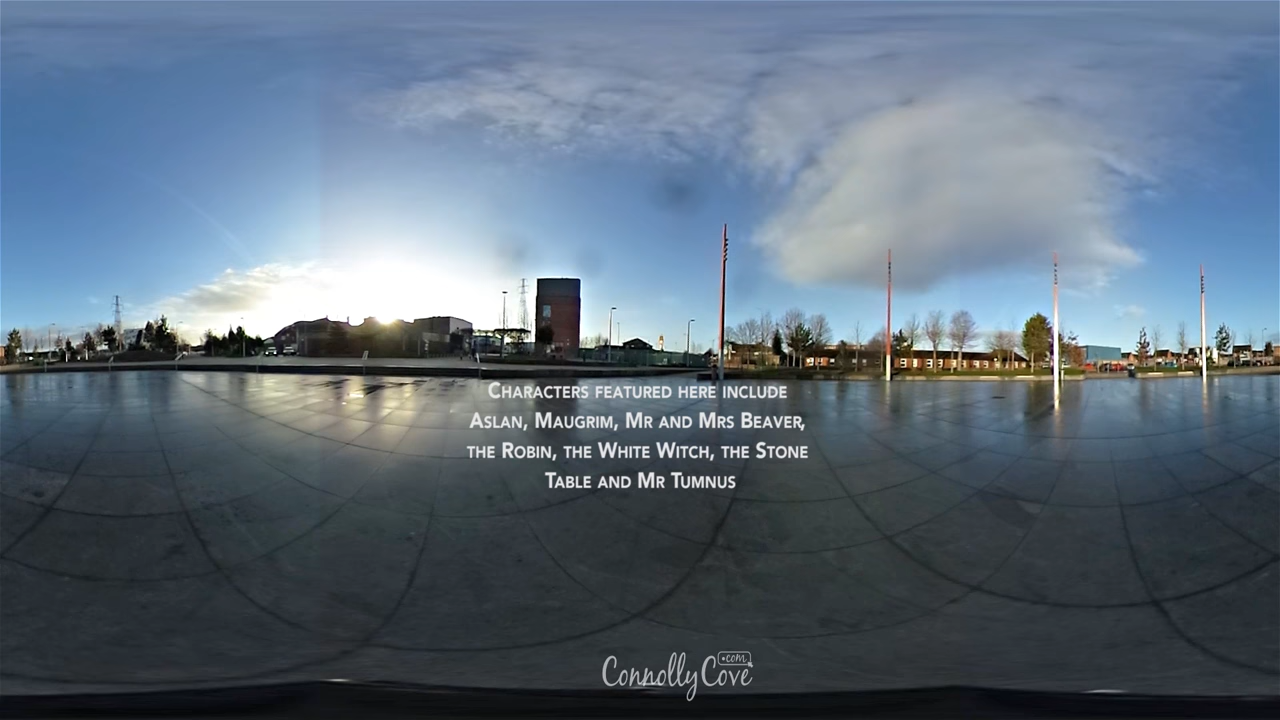 Characters featured here include
Aslan, Maugrim, Mr and Mrs Beaver,
the Robin, the White Witch, the Stone
Table and Mr Tumnus
ConnollyCove .com